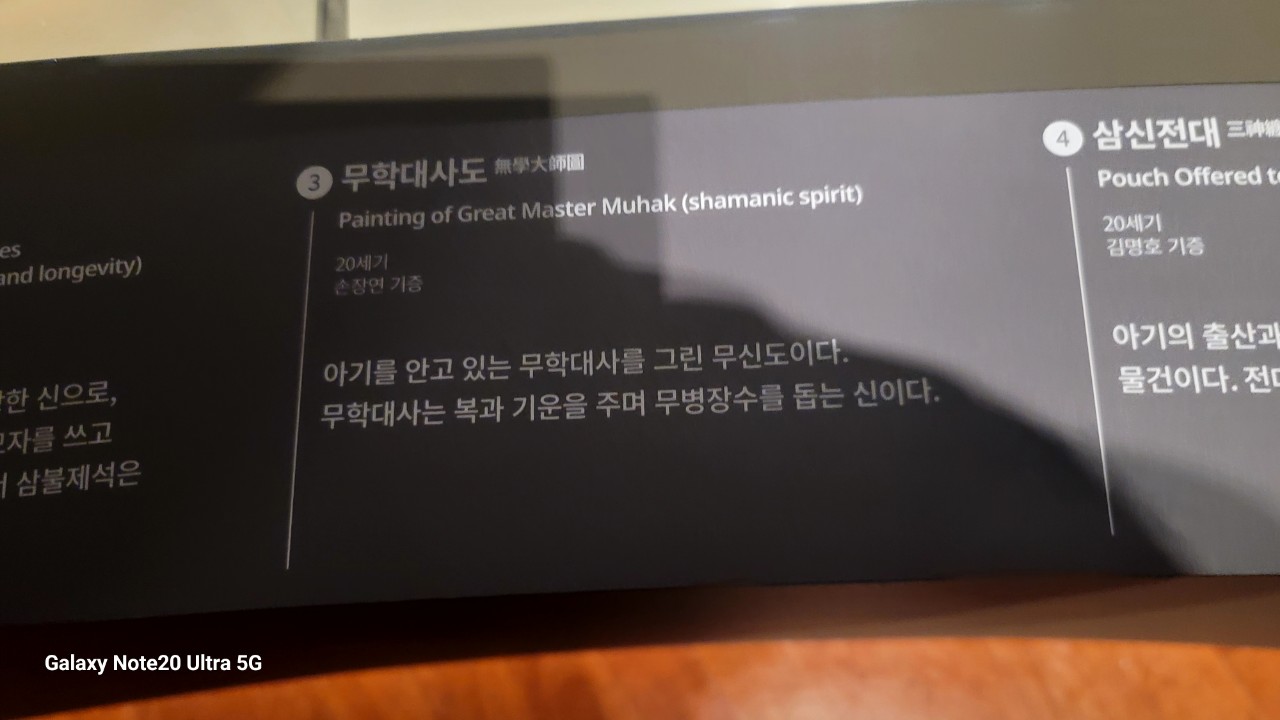 es
and longevity)
한 신으로,
모자를 쓰고
삼불제석은
3 무학대사도 無學大師圖
Painting of Great Master Muhak (shamanic spirit)
20세기
손장연 기증
아기를 안고 있는 무학대사를 그린 무신도이다.
무학대사는 복과 기운을 주며 무병장수를 돕는 신이다.
4 삼신전대 三神
Pouch Offered to
20세기
김명호 기증
아기의 출산과
물건이다. 전대
Galaxy Note20 Ultra 5G